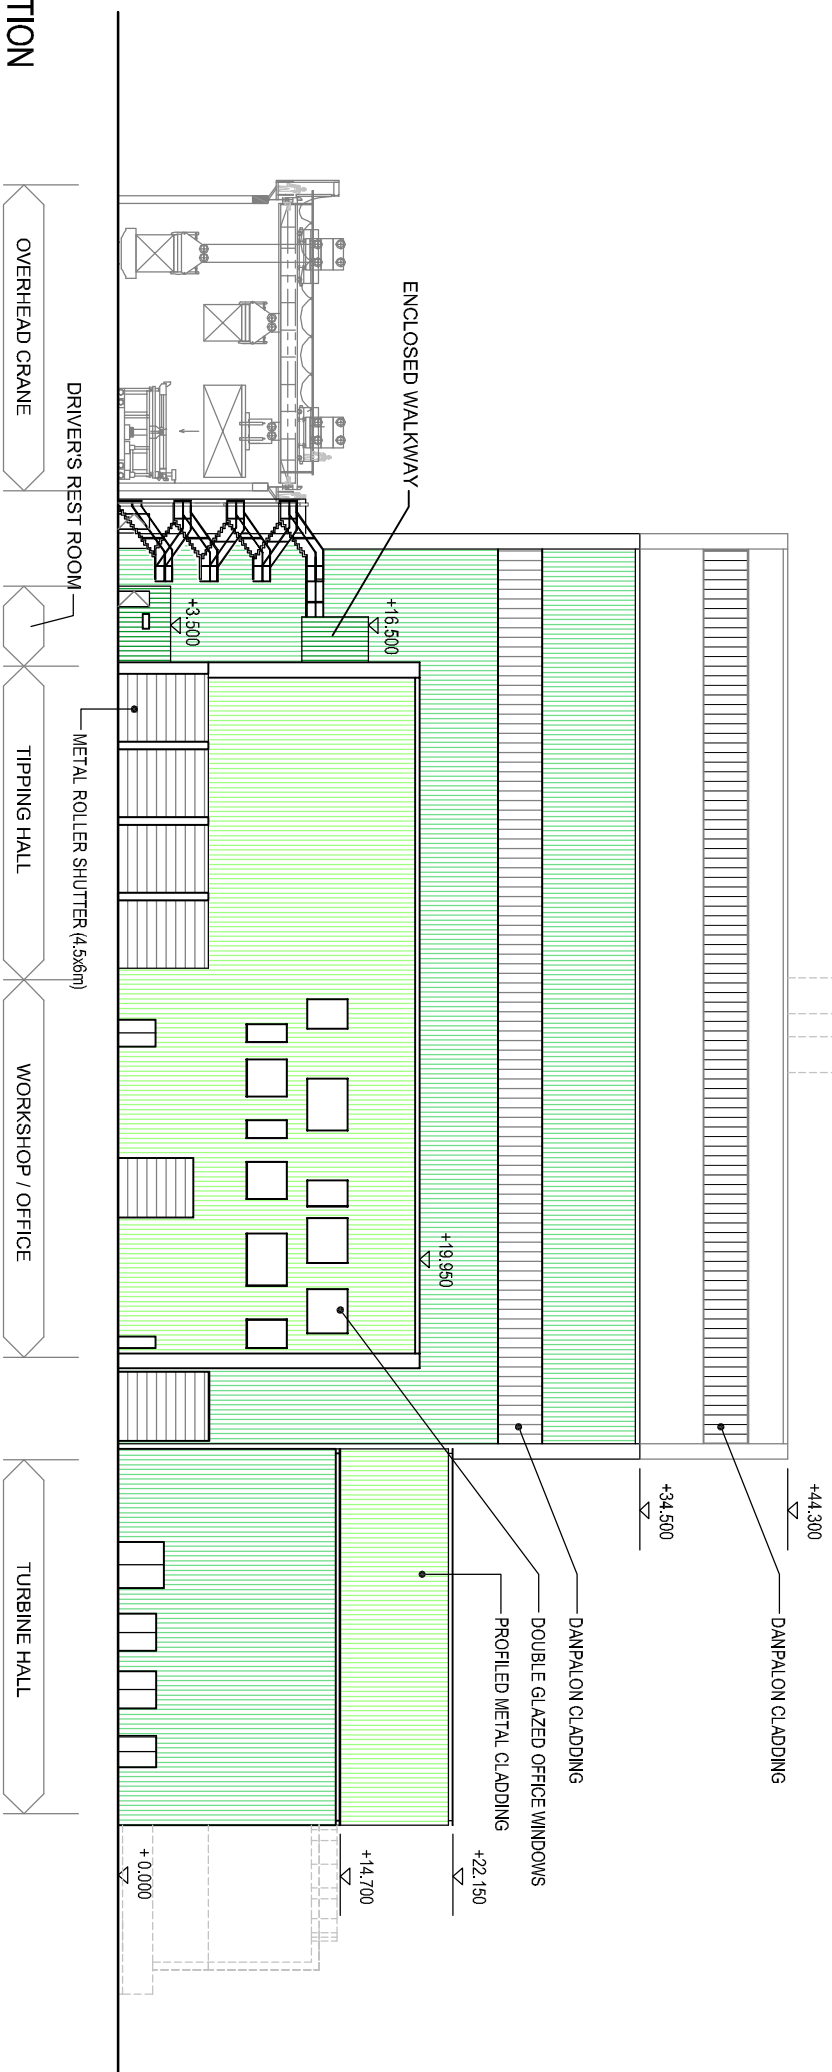 +44.300
DANPALON CLADDING
+34.500
DANPALON CLADDING
DOUBLE GLAZED OFFICE WINDOWS
PROFILED METAL CLADDING
+22.150
+19.950
ENCLOSED WALKWAY
+16.500
+14.700
+3.500
+ 0.000
DRIVER'S REST ROOM
METAL ROLLER SHUTTER (4.5x6m)
OVERHEAD CRANE
TIPPING HALL
WORKSHOP / OFFICE
TURBINE HALL
TION